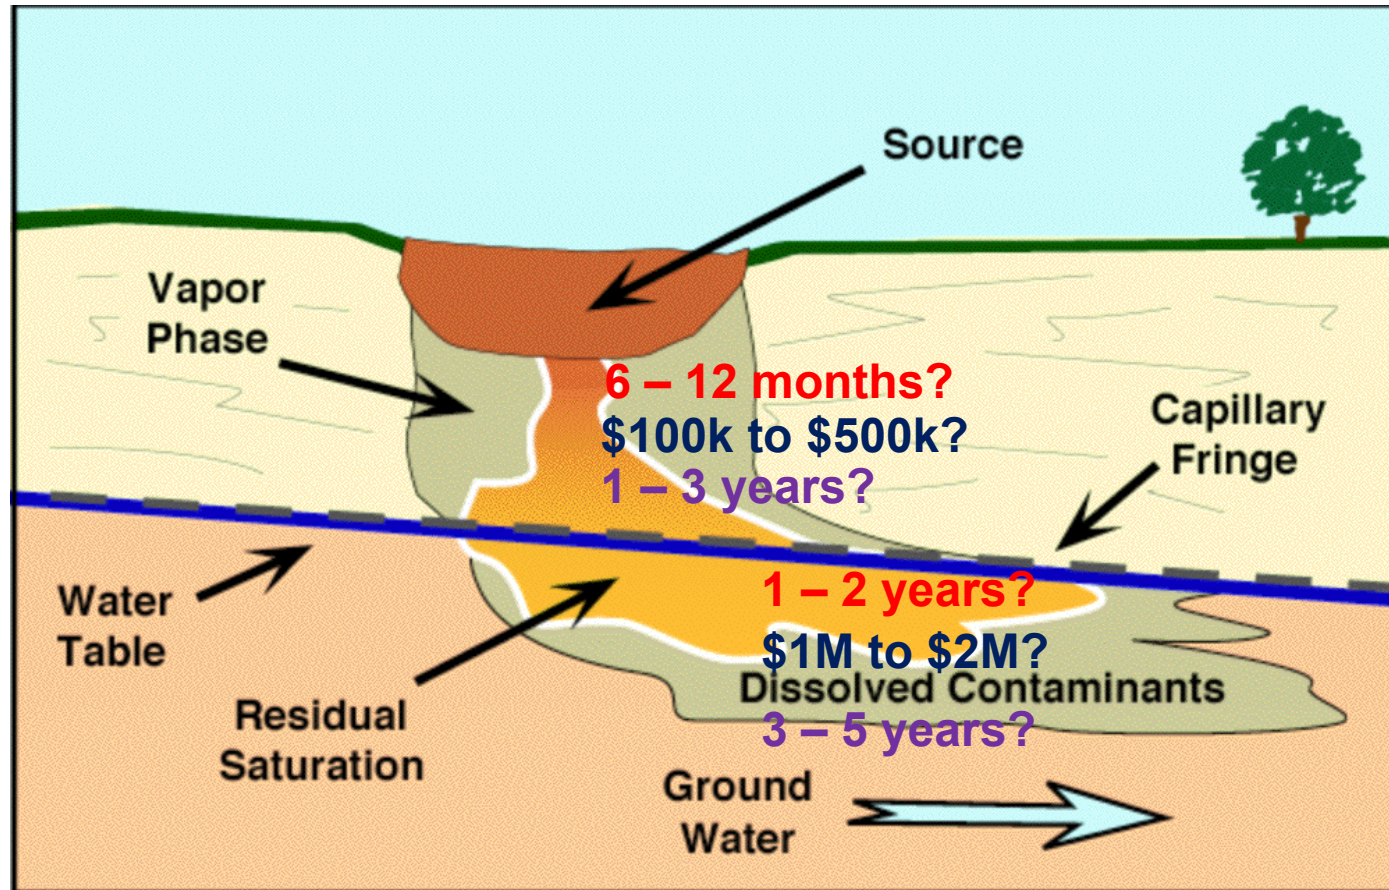 Source
Vapor
Phase
6 – 12 months?
$100k to $500k?
1 – 3 years?
Capillary
Fringe
Water
Table
1 – 2 years?
$1M to $2M?
Dissolved Contaminants
3 – 5 years?
Residual
Saturation
Ground
Water